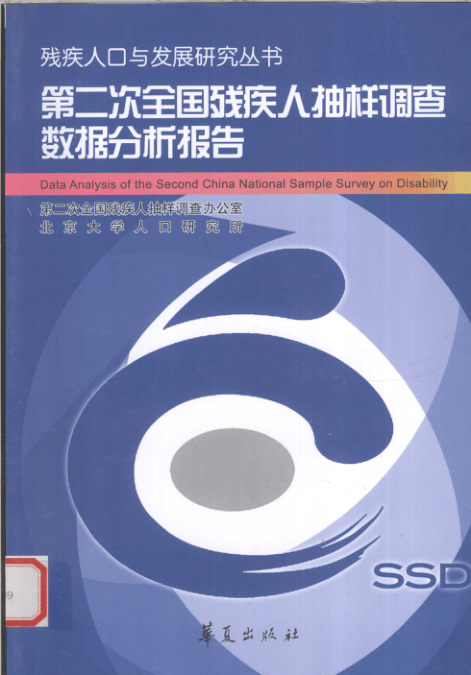 残疾人口与发展研究丛书
第二次全国残疾人抽样调查
数据分析报告
Data Analysis of the Second China National Sample Survey on Disability
第二次全国残疾人抽样调查办公室
北京大学人口研究所
SSD
华夏出版社